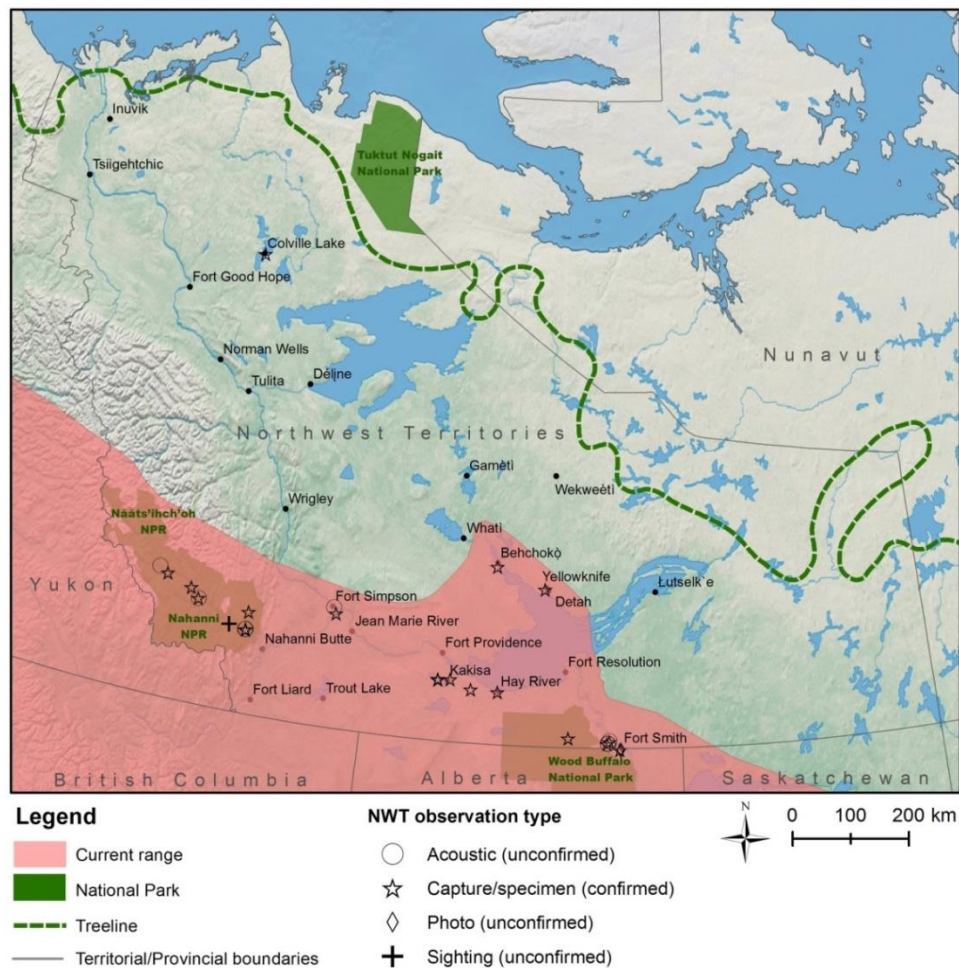 Inuvik
Tsiigehtchic
Tuktut Nogait
National Park
Colville Lake
Fort Good Hope
Norman Wells
Tulita
Délįne
Nunavut
Northwest Territories
Gamètì
Wekweètì
Wrigley
Whatì
Nááts'ihch'oh
NPR
Behchokǫ̀
Yukon
Yellowknife
Detah
Łutselk`e
Fort Simpson
Jean Marie River
Nahanni
NPR
Nahanni Butte
Fort Providence
Fort Resolution
Kakisa
Hay River
Fort Liard
Trout Lake
Fort Smith
Wood Buffalo
National Park
British Columbia
Alberta
Saskatchewan
Legend
Current range
National Park
Treeline
Territorial/Provincial boundaries
NWT observation type
Acoustic (unconfirmed)
Capture/specimen (confirmed)
Photo (unconfirmed)
Sighting (unconfirmed)
N
0 100 200 km